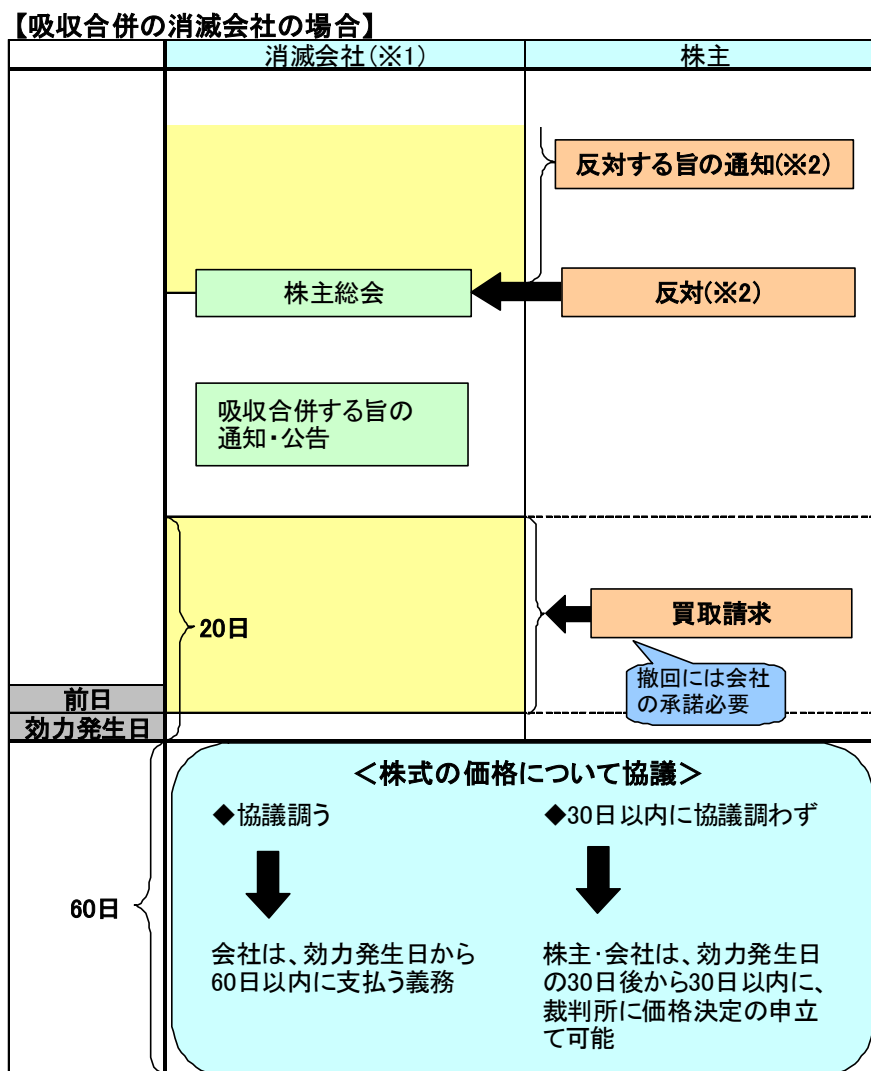 【吸収合併の消滅会社の場合】
消滅会社(※1)
株主
反対する旨の通知(※2)
株主総会
反対(※2)
吸収合併する旨の
通知・公告
20日
買取請求
撤回には会社
の承諾必要
前日
効力発生日
60日
＜株式の価格について協議＞
◆協議調う
会社は、効力発生日から
60日以内に支払う義務
◆30日以内に協議調わず
株主・会社は、効力発生日
の30日後から30日以内に、
裁判所に価格決定の申立
て可能